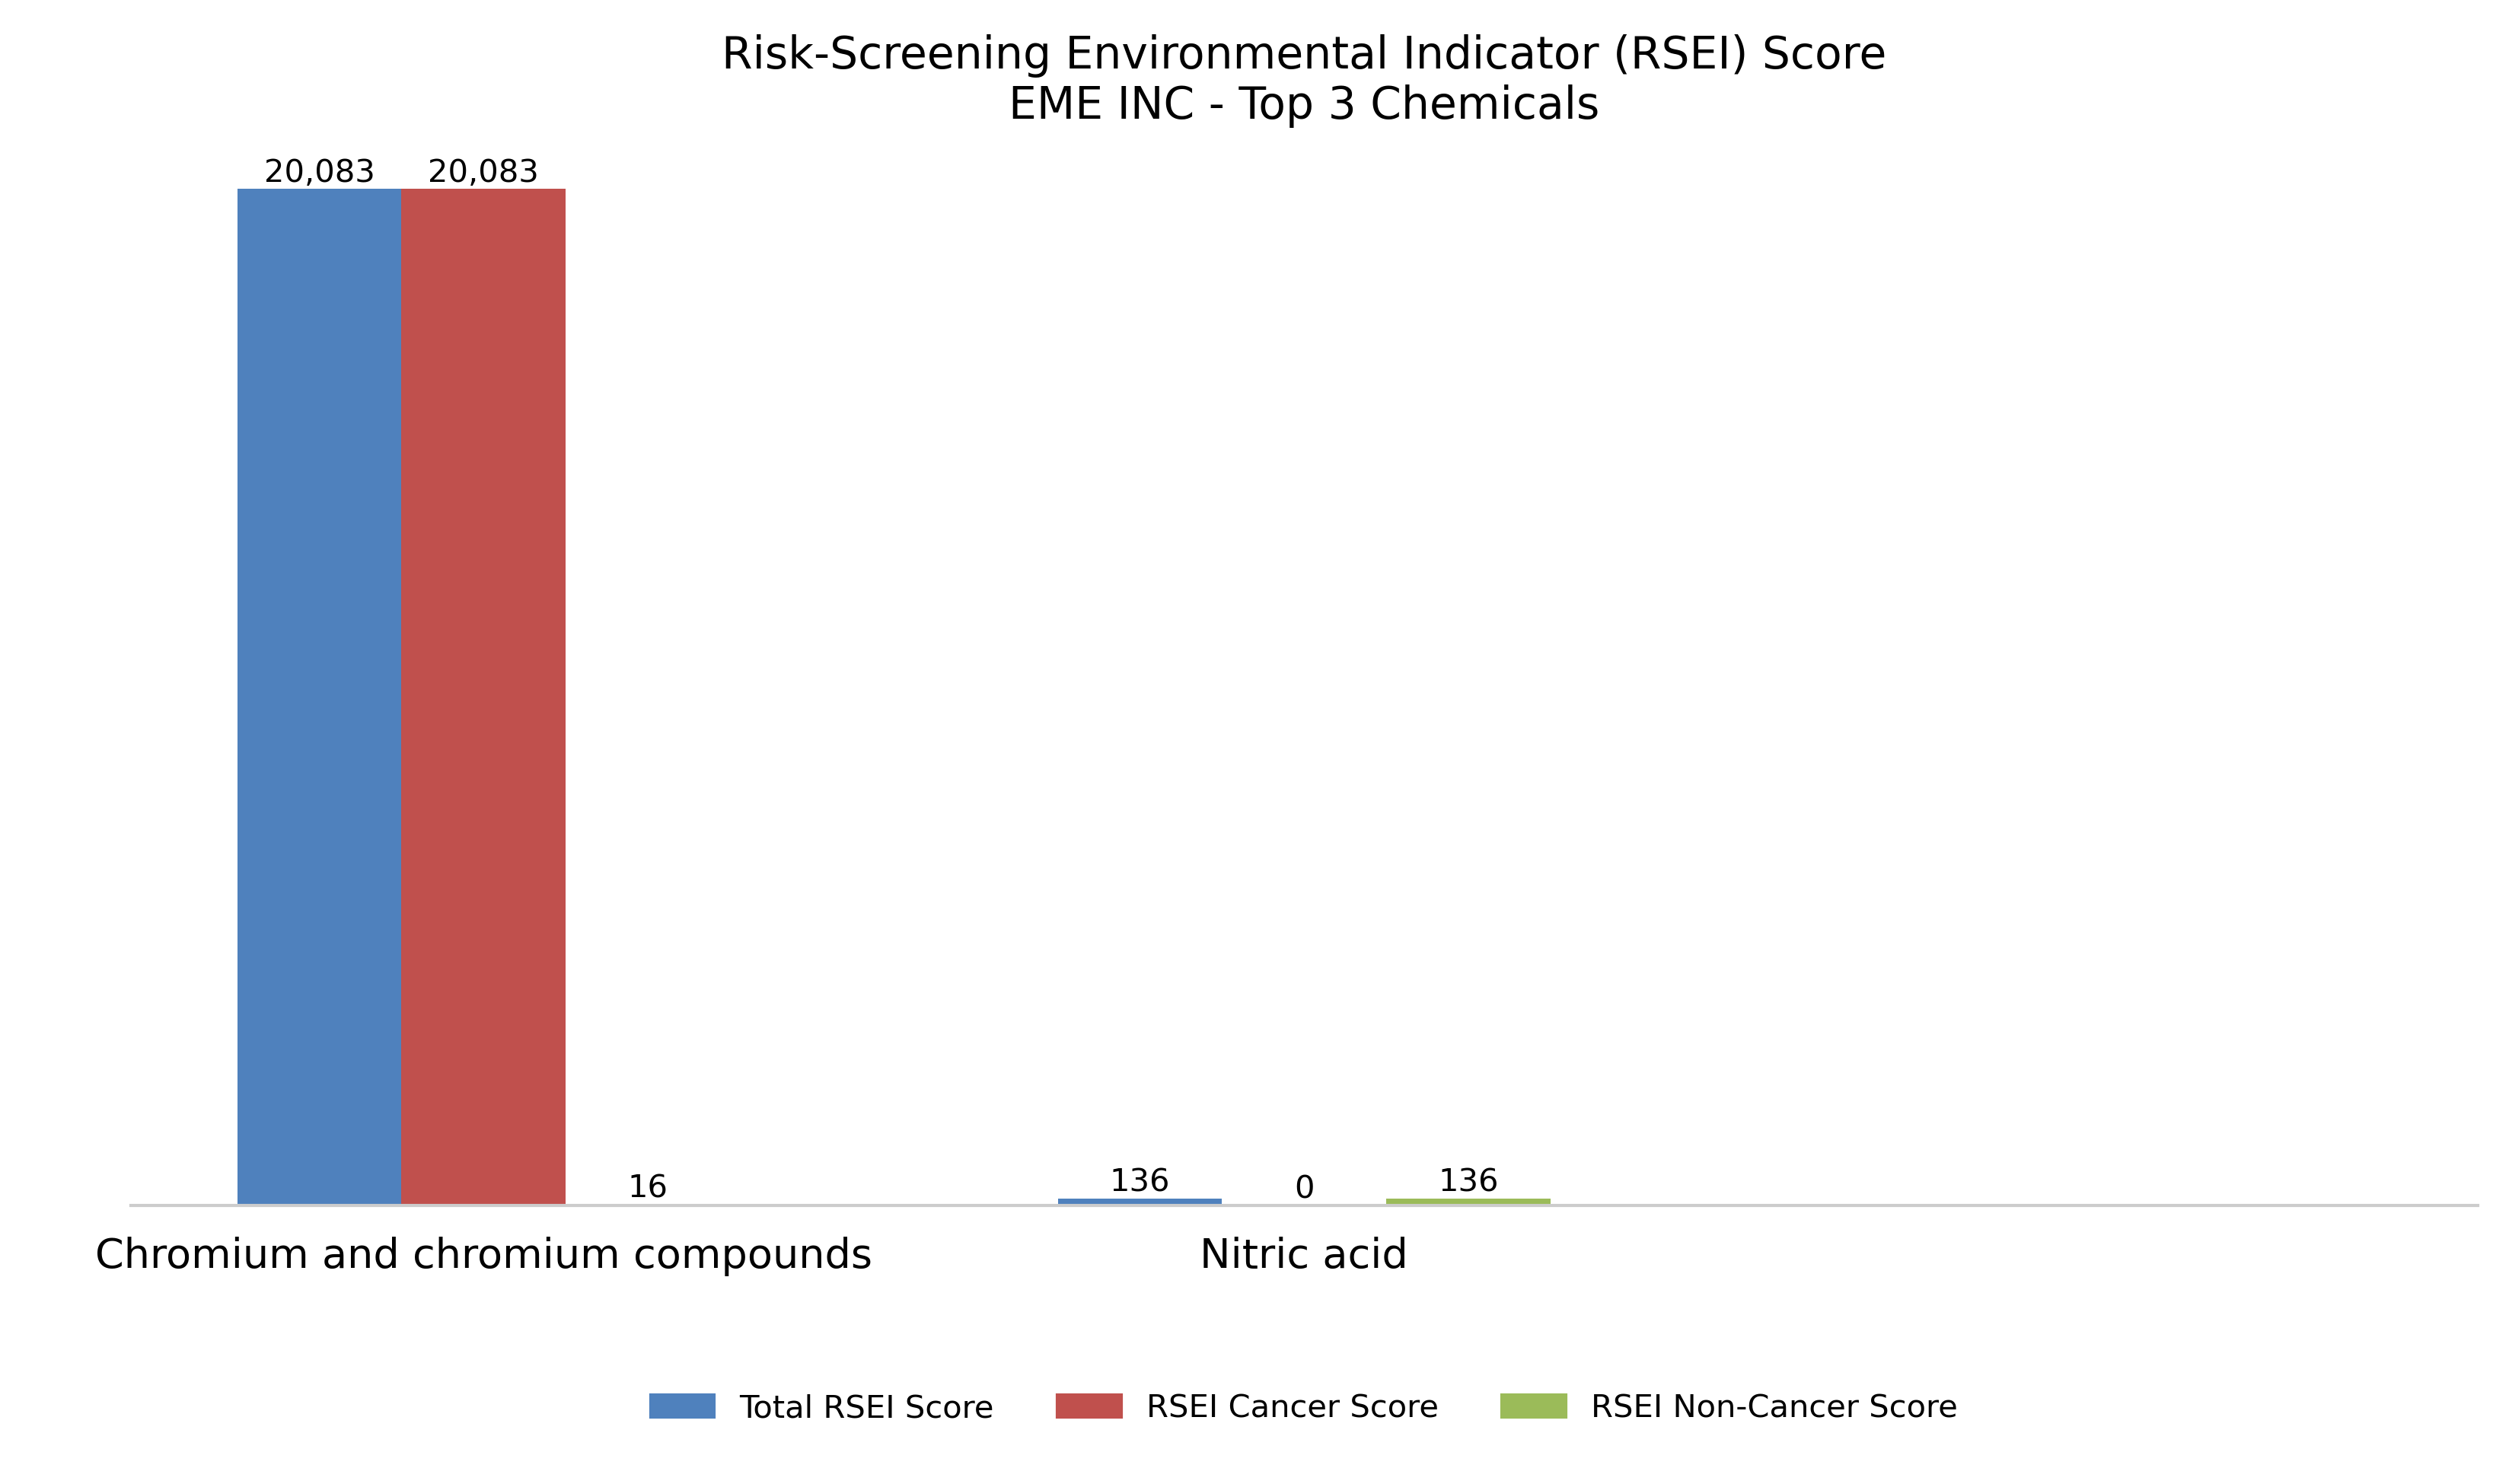 Risk-Screening Environmental Indicator (RSEI) Score
EME INC - Top 3 Chemicals
20,083
20,083
16
136
0
136
Chromium and chromium compounds
Nitric acid
Total RSEI Score
RSEI Cancer Score
RSEI Non-Cancer Score